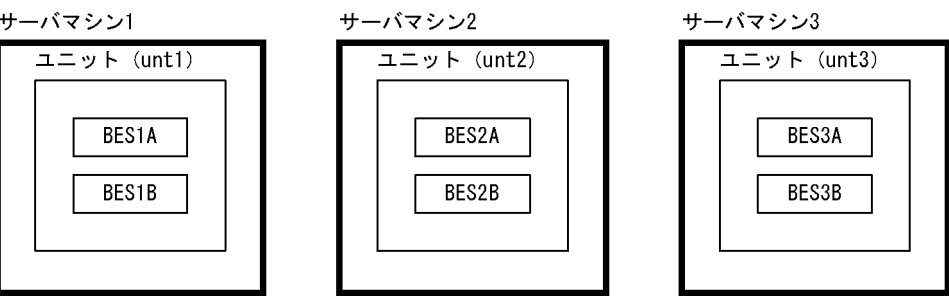 サーバマシン1
サーバマシン2
サーバマシン3
ユニット(unt1)
ユニット(unt2)
ユニット(unt3)
BES1A
BES2A
BES3A
BES1B
BES2B
BES3B